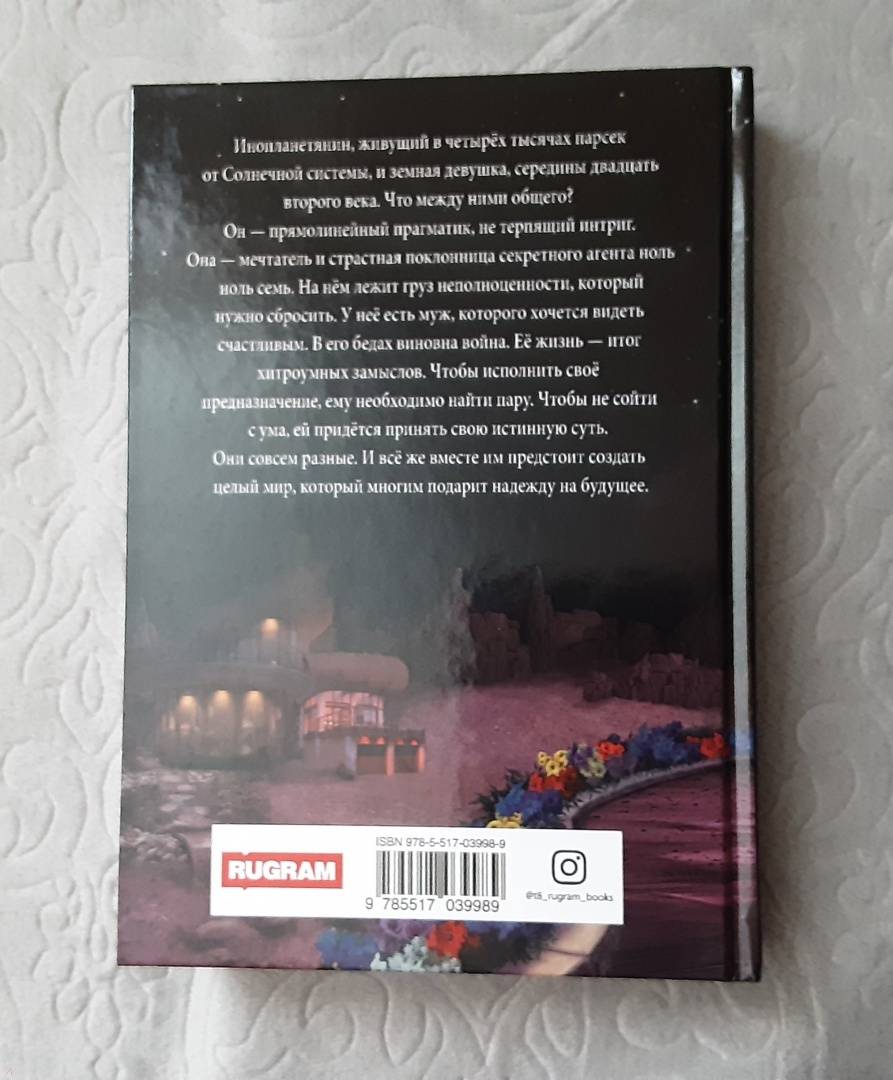 Инопланетянин, живущий в четырёх тысячах парсек
от Солнечной системы, и земная девушка, середины двадцать
второго века. Что между ними общего?
Он — прямолинейный прагматик, не терпящий интриг.
Она — мечтатель и страстная поклонница секретного агента ноль
ноль семь. На нём лежит груз неполноценности, который
нужно сбросить. У неё есть муж, которого хочется видеть
счастливым. В его бедах виновна война. Её жизнь — итог
хитроумных замыслов. Чтобы исполнить своё
предназначение, ему необходимо найти пару. Чтобы не сойти
с ума, ей придётся принять свою истинную суть.
Они совсем разные. И всё же вместе им предстоит создать
целый мир, который многим подарит надежду на будущее.
ISBN 978-5-517-03998-9
RUGRAM
9 785517 039989
@t8_rugram_books